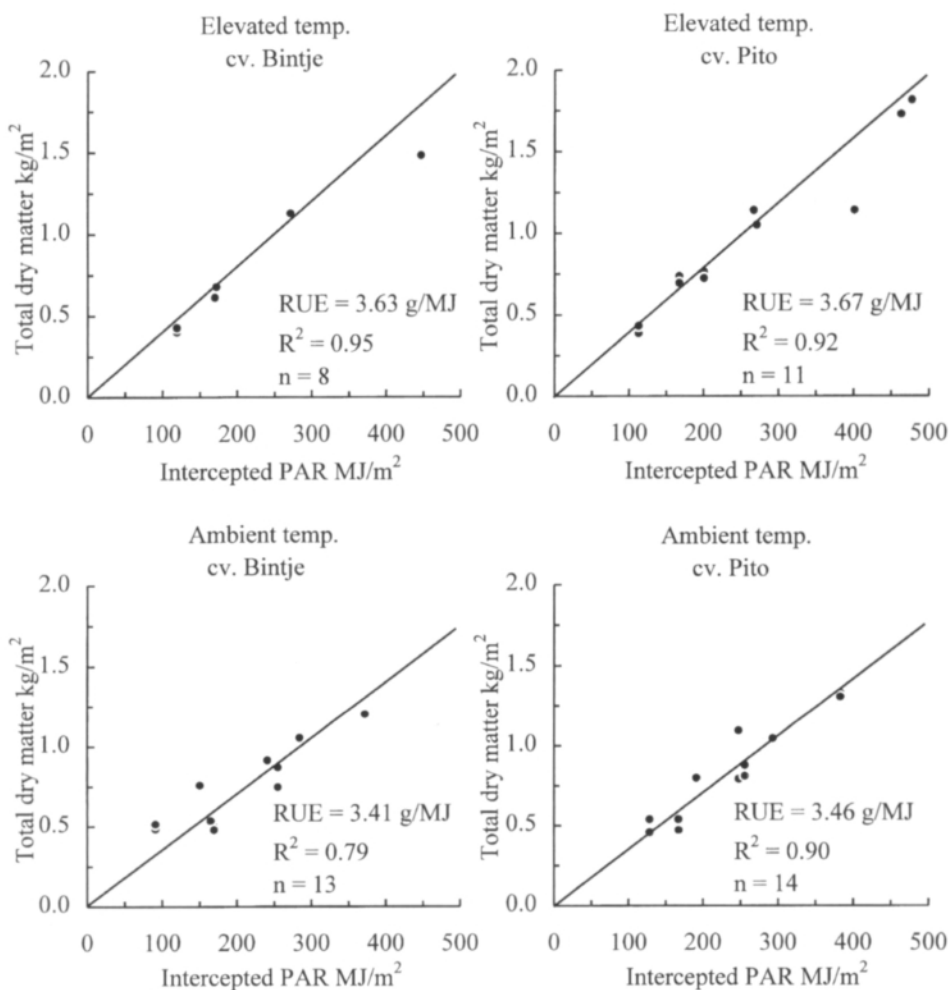 Elevated temp.
cv. Bintje
2.0
1.5
1.0
0.5
0.0
Total dry matter kg/m²
RUE = 3.63 g/MJ
R² = 0.95
n = 8
0 100 200 300 400 500
Intercepted PAR MJ/m²
Elevated temp.
cv. Pito
2.0
1.5
1.0
0.5
0.0
Total dry matter kg/m²
RUE = 3.67 g/MJ
R² = 0.92
n = 11
0 100 200 300 400 500
Intercepted PAR MJ/m²
Ambient temp.
cv. Bintje
2.0
1.5
1.0
0.5
0.0
Total dry matter kg/m²
RUE = 3.41 g/MJ
R² = 0.79
n = 13
0 100 200 300 400 500
Intercepted PAR MJ/m²
Ambient temp.
cv. Pito
2.0
1.5
1.0
0.5
0.0
Total dry matter kg/m²
RUE = 3.46 g/MJ
R² = 0.90
n = 14
0 100 200 300 400 500
Intercepted PAR MJ/m²